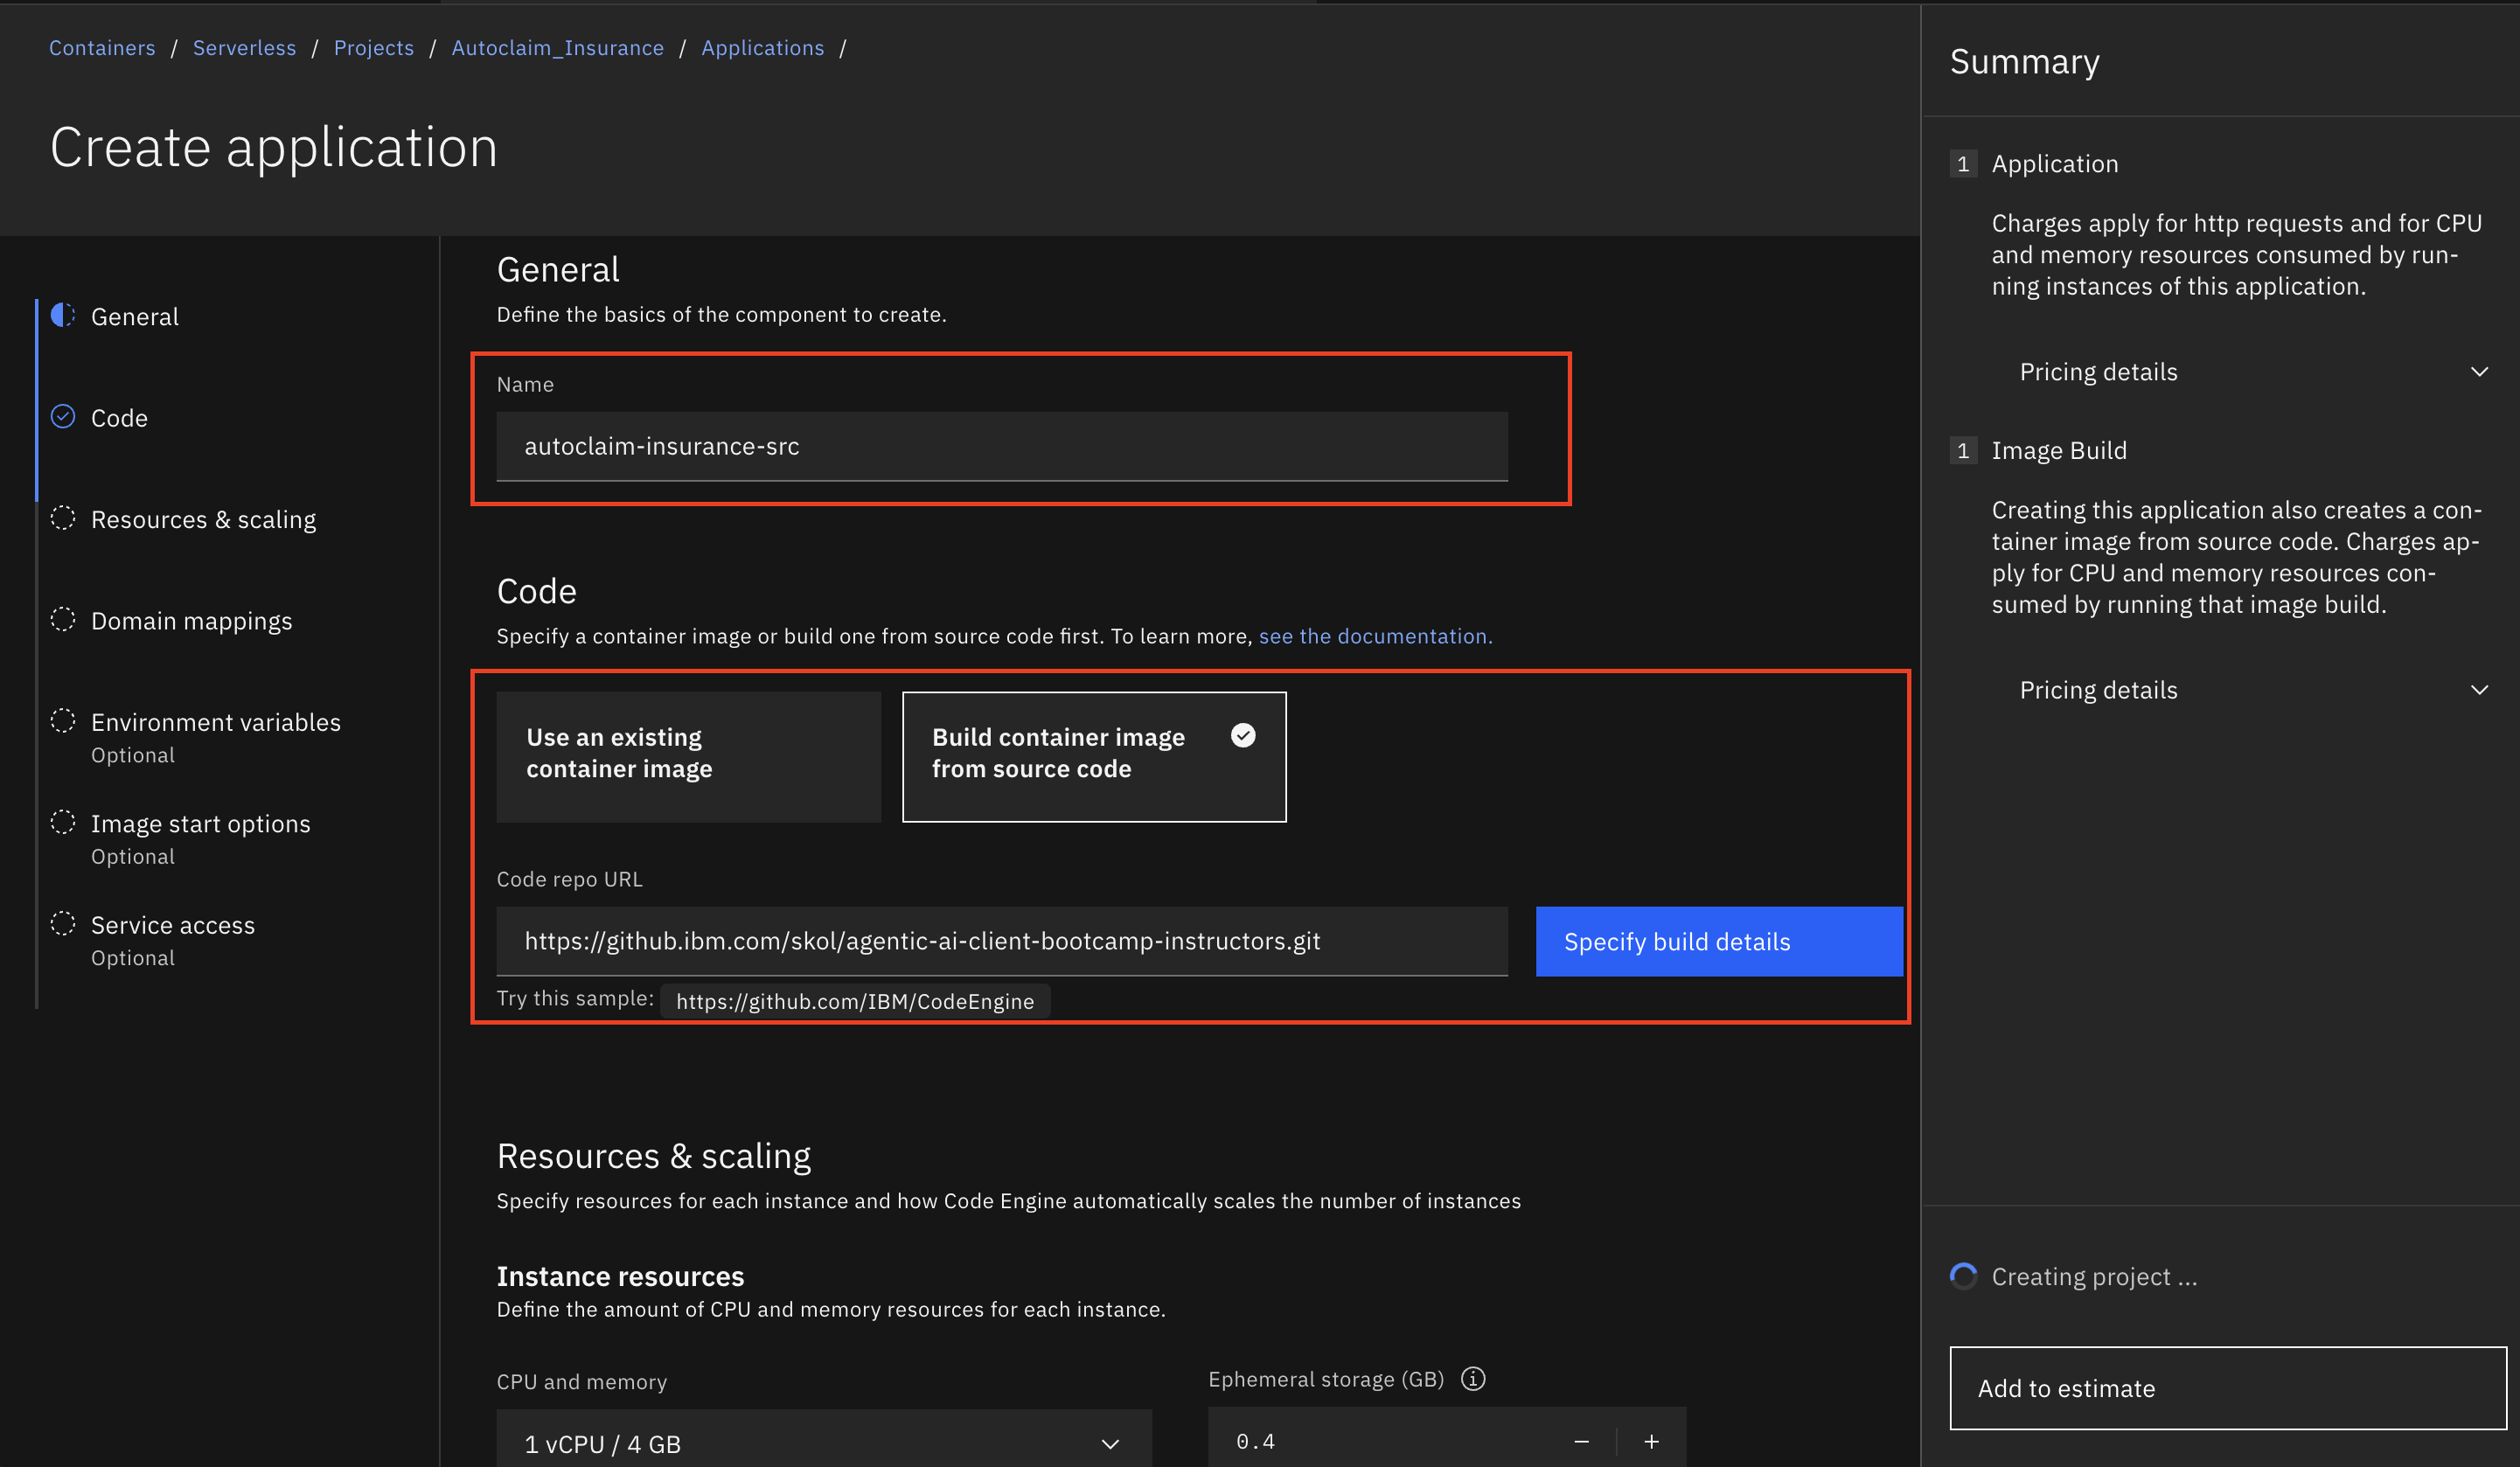 Containers / Serverless / Projects / Autoclaim_Insurance / Applications /
Create application
General
Code
Resources & scaling
Domain mappings
Environment variables
Optional
Image start options
Optional
Service access
Optional
General
Define the basics of the component to create.
Name
autoclaim-insurance-src
Code
Specify a container image or build one from source code first. To learn more, see the documentation.
Use an existing
container image
Build container image
from source code
Code repo URL
https://github.ibm.com/skol/agentic-ai-client-bootcamp-instructors.git
Specify build details
Try this sample: https://github.com/IBM/CodeEngine
Resources & scaling
Specify resources for each instance and how Code Engine automatically scales the number of instances
Instance resources
Define the amount of CPU and memory resources for each instance.
CPU and memory
1 vCPU / 4 GB
Ephemeral storage (GB)
0.4
Summary
1 Application
Charges apply for http requests and for CPU
and memory resources consumed by run-
ning instances of this application.
Pricing details
1 Image Build
Creating this application also creates a con-
tainer image from source code. Charges ap-
ply for CPU and memory resources con-
sumed by running that image build.
Pricing details
Creating project ...
Add to estimate